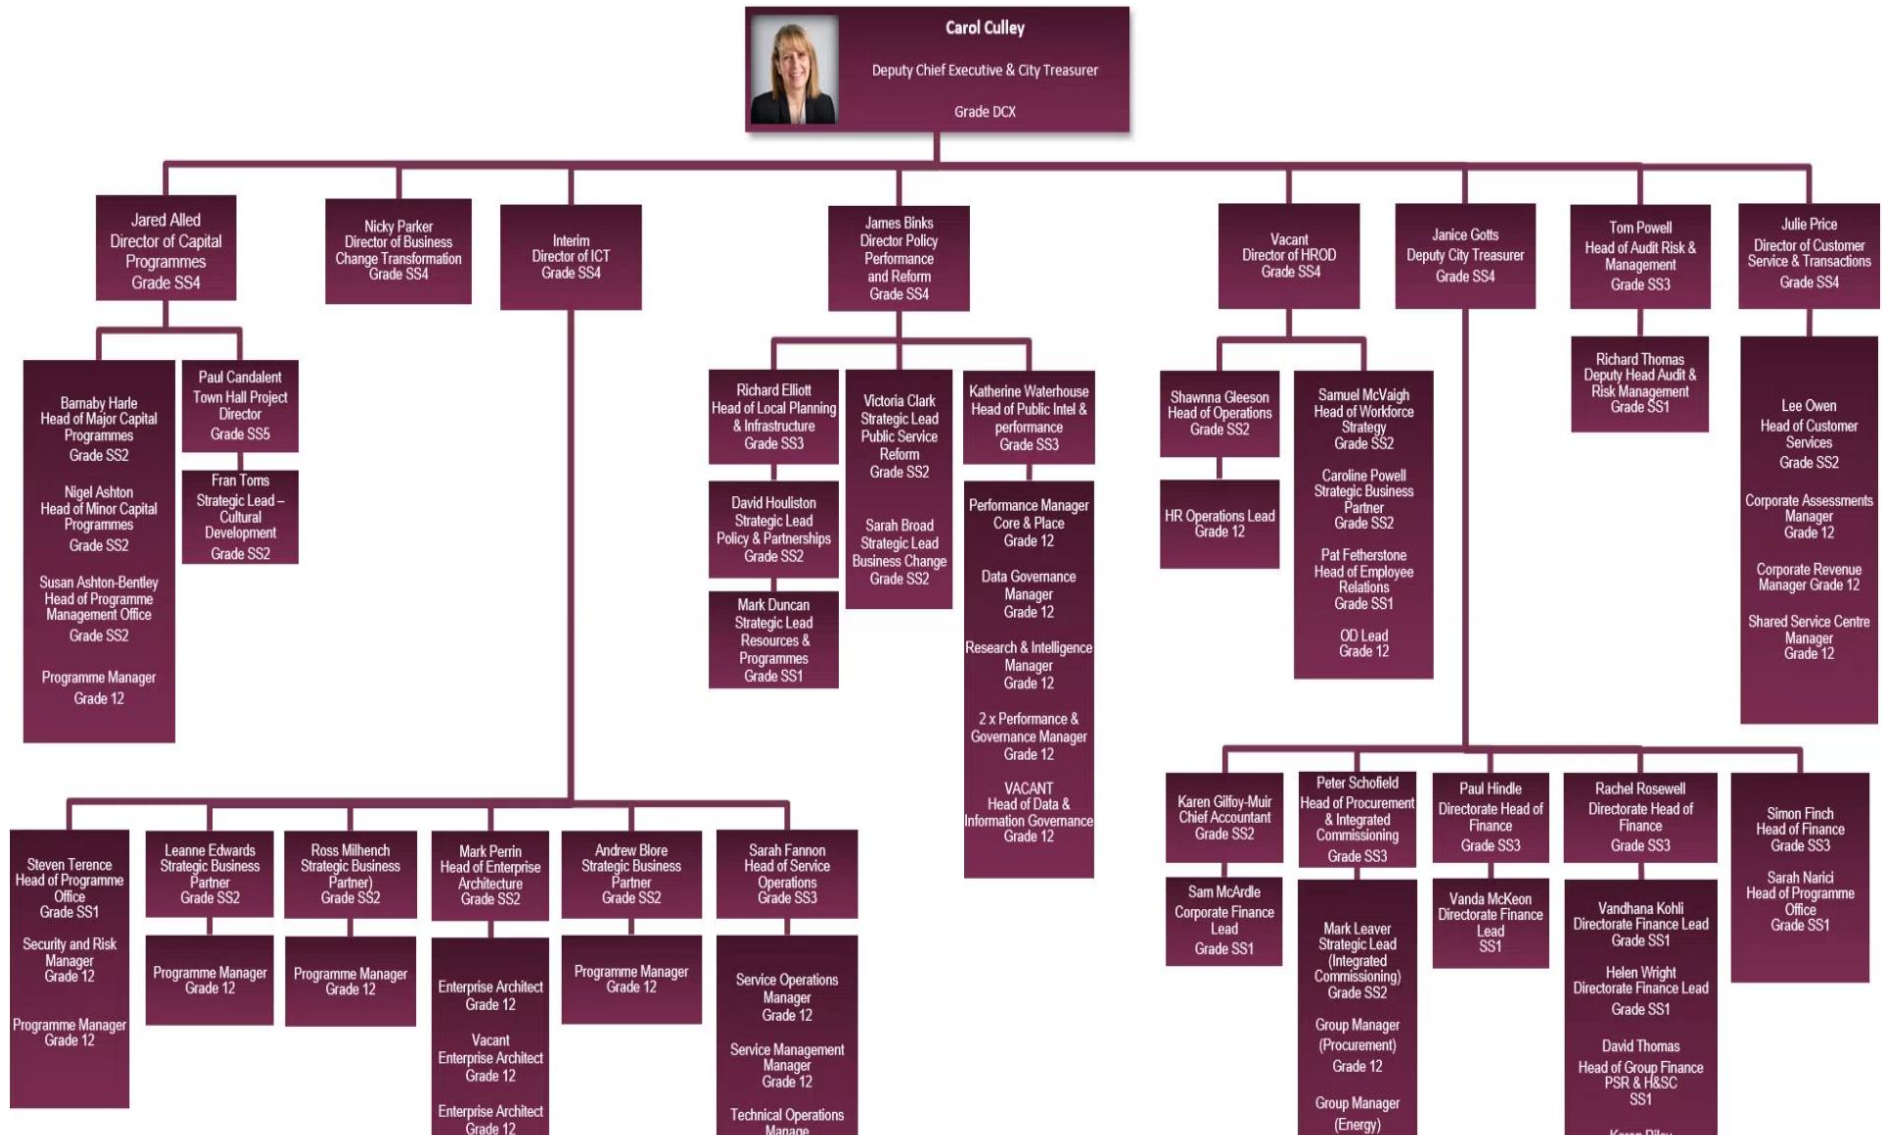 Carol Culley
Deputy Chief Executive & City Treasurer
Grade DCX
Jared Alled
Director of Capital
Programmes
Grade SS4
Nicky Parker
Director of Business
Change Transformation
Grade SS4
Interim
Director of ICT
Grade SS4
James Binks
Director Policy
Performance
and Reform
Grade SS4
Vacant
Director of HROD
Grade SS4
Janice Gotts
Deputy City Treasurer
Grade SS4
Tom Powell
Head of Audit Risk &
Management
Grade SS3
Julie Price
Director of Customer
Service & Transactions
Grade SS4
Barnaby Harle
Head of Major Capital
Programmes
Grade SS2
Nigel Ashton
Head of Minor Capital
Programmes
Grade SS2
Susan Ashton-Bentley
Head of Programme
Management Office
Grade SS2
Programme Manager
Grade 12
Paul Candalent
Town Hall Project
Director
Grade SS5
Fran Toms
Strategic Lead –
Cultural
Development
Grade SS2
Richard Elliott
Head of Local Planning
& Infrastructure
Grade SS3
David Houliston
Strategic Lead
Policy & Partnerships
Grade SS2
Mark Duncan
Strategic Lead
Resources &
Programmes
Grade SS1
Victoria Clark
Strategic Lead
Public Service
Reform
Grade SS2
Sarah Broad
Strategic Lead
Business Change
Grade SS2
Katherine Waterhouse
Head of Public Intel &
performance
Grade SS3
Performance Manager
Core & Place
Grade 12
Data Governance
Manager
Grade 12
Research & Intelligence
Manager
Grade 12
2 x Performance &
Governance Manager
Grade 12
VACANT
Head of Data &
Information Governance
Grade 12
Shawnna Gleeson
Head of Operations
Grade SS2
HR Operations Lead
Grade 12
Samuel McVaigh
Head of Workforce
Strategy
Grade SS2
Caroline Powell
Strategic Business
Partner
Grade SS2
Pat Fetherstone
Head of Employee
Relations
Grade SS1
OD Lead
Grade 12
Richard Thomas
Deputy Head Audit &
Risk Management
Grade SS1
Lee Owen
Head of Customer
Services
Grade SS2
Corporate Assessments
Manager
Grade 12
Corporate Revenue
Manager Grade 12
Shared Service Centre
Manager
Grade 12
Steven Terence
Head of Programme
Office
Grade SS1
Security and Risk
Manager
Grade 12
Programme Manager
Grade 12
Leanne Edwards
Strategic Business
Partner
Grade SS2
Programme Manager
Grade 12
Ross Milhench
Strategic Business
Partner)
Grade SS2
Programme Manager
Grade 12
Mark Perrin
Head of Enterprise
Architecture
Grade SS2
Enterprise Architect
Grade 12
Vacant
Enterprise Architect
Grade 12
Enterprise Architect
Grade 12
Andrew Blore
Strategic Business
Partner
Grade SS2
Programme Manager
Grade 12
Sarah Fannon
Head of Service
Operations
Grade SS3
Service Operations
Manager
Grade 12
Service Management
Manager
Grade 12
Technical Operations
Manage
Karen Gilfoy-Muir
Chief Accountant
Grade SS2
Sam McArdle
Corporate Finance
Lead
Grade SS1
Peter Schofield
Head of Procurement
& Integrated
Commissioning
Grade SS3
Mark Leaver
Strategic Lead
(Integrated
Commissioning)
Grade SS2
Group Manager
(Procurement)
Grade 12
Group Manager
(Energy)
Paul Hindle
Directorate Head of
Finance
Grade SS3
Vanda McKeon
Directorate Finance
Lead
SS1
Rachel Rosewell
Directorate Head of
Finance
Grade SS3
Vandhana Kohli
Directorate Finance Lead
Grade SS1
Helen Wright
Directorate Finance Lead
Grade SS1
David Thomas
Head of Group Finance
PSR & H&SC
SS1
Simon Finch
Head of Finance
Grade SS3
Sarah Narici
Head of Programme
Office
Grade SS1